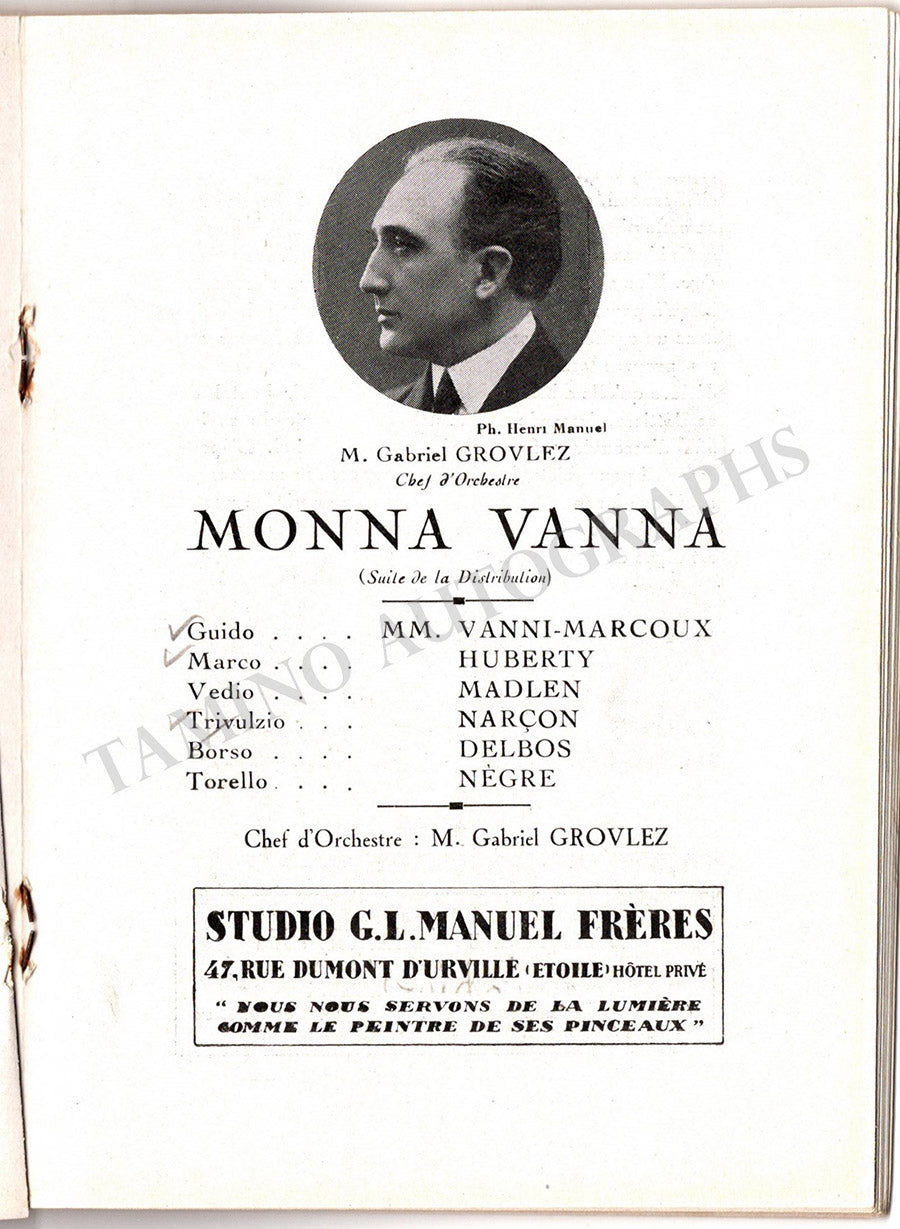 Ph. Henri Manuel
M. Gabriel GROVLEZ
Chef d'Orchestre
MONNA VANNA
(Suite de la Distribution)
Guido . . . . MM. VANNI-MARCOUX
Marco . . . . HUBERTY
Vedio . . . . MADLEN
Trivulzio . . . NARÇON
Borso . . . . DELBOS
Torello . . . . NÈGRE
Chef d'Orchestre : M. Gabriel GROVLEZ
STUDIO G.L. MANUEL FRÈRES
47, RUE DUMONT D'URVILLE (ETOILE) HÔTEL PRIVÉ
“ NOUS NOUS SERVONS DE LA LUMIÈRE
COMME LE PEINTRE DE SES PINCEAUX ”
TAMINO AUTOGRAPHS